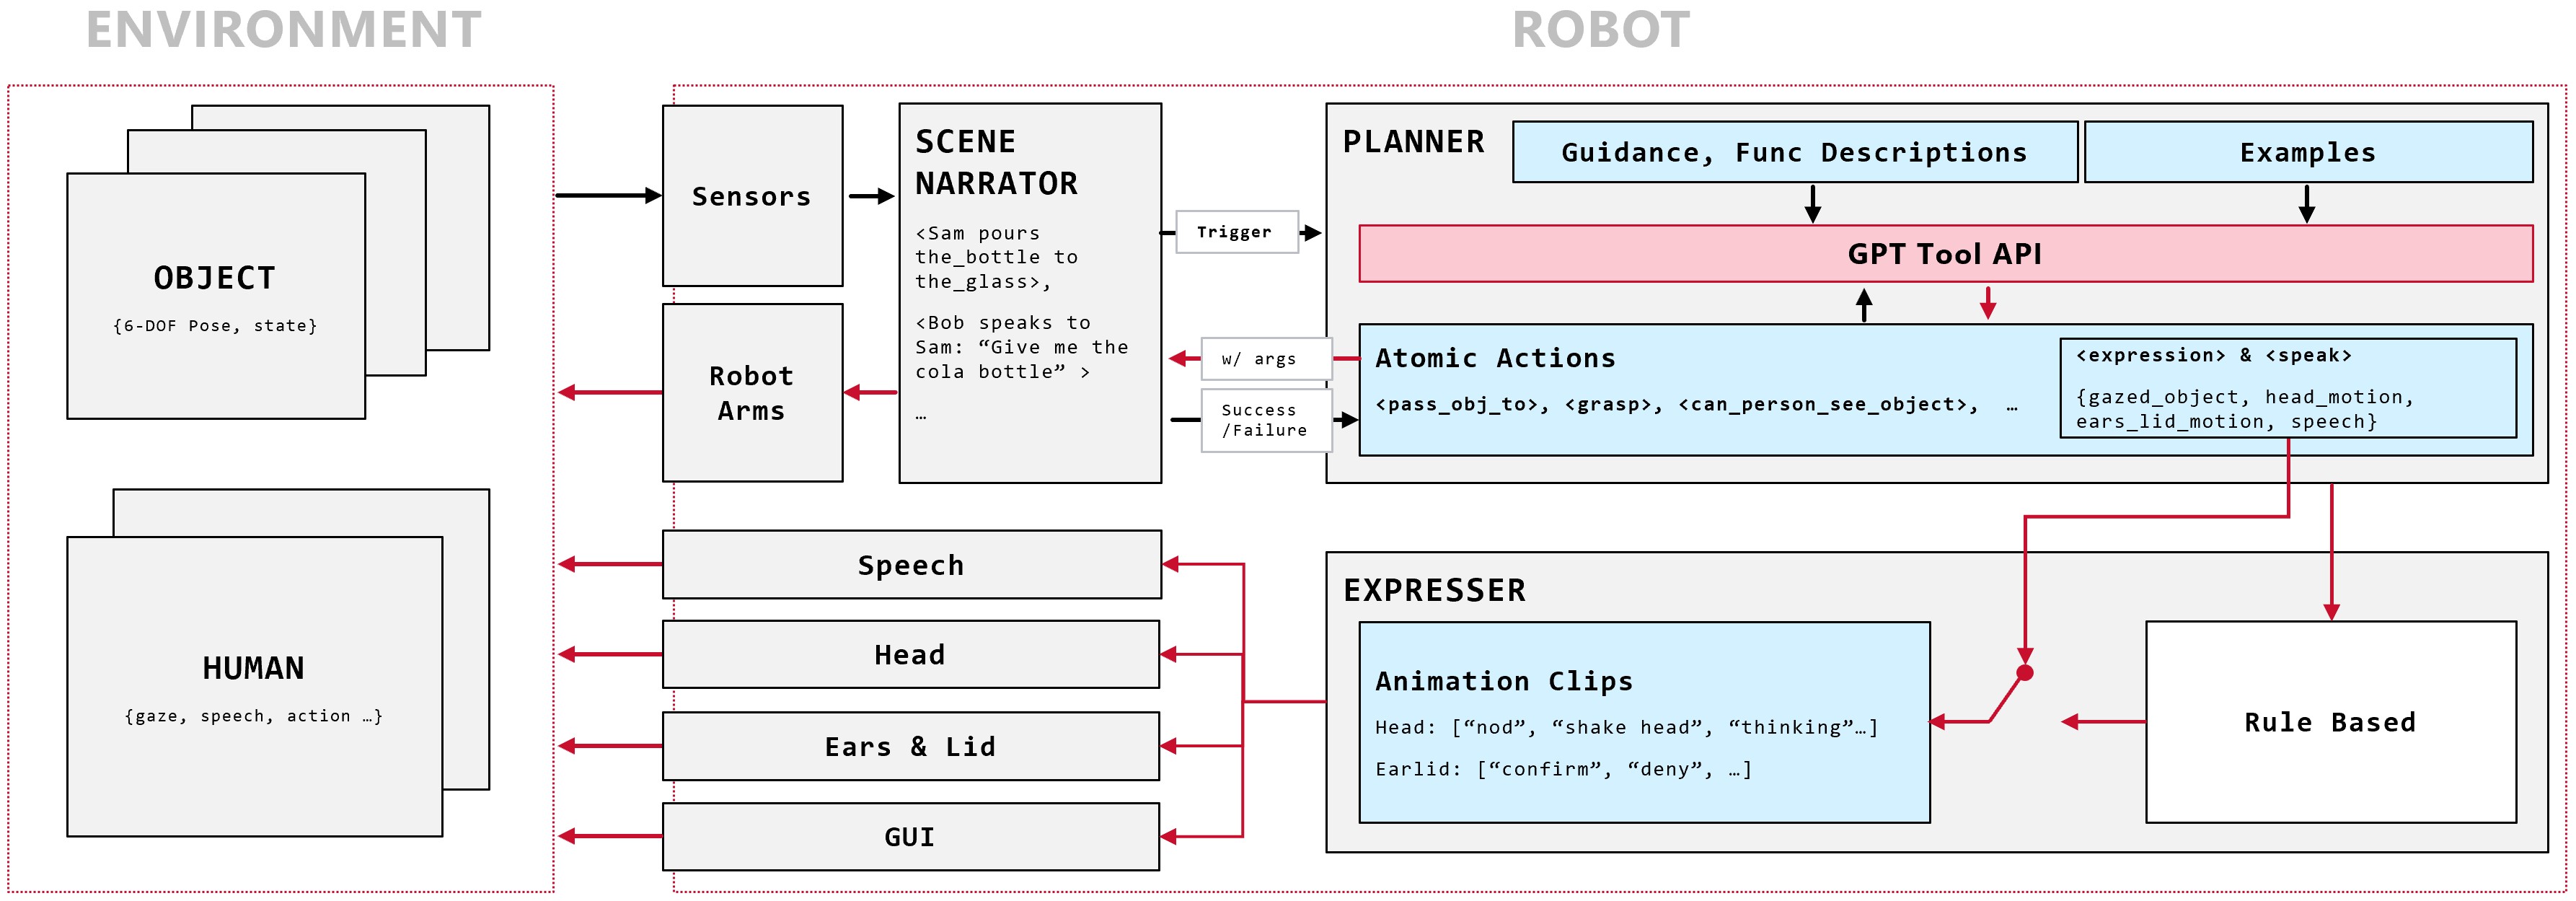 ENVIRONMENT
ROBOT
OBJECT
{6-DOF Pose, state}
HUMAN
{gaze, speech, action …}
Sensors
Robot
Arms
SCENE
NARRATOR
<Sam pours
the_bottle to
the_glass>,
<Bob speaks to
Sam: “Give me the
cola bottle” >
…
Trigger
w/ args
Success
/Failure
PLANNER
Guidance, Func Descriptions
Examples
GPT Tool API
Atomic Actions
<pass_obj_to>, <grasp>, <can_person_see_object>, …
<expression> & <speak>
{gazed_object, head_motion,
ears_lid_motion, speech}
Speech
Head
Ears & Lid
GUI
EXPRESSER
Animation Clips
Head: [“nod”, “shake head”, “thinking”…]
Earlid: [“confirm”, “deny”, …]
Rule Based